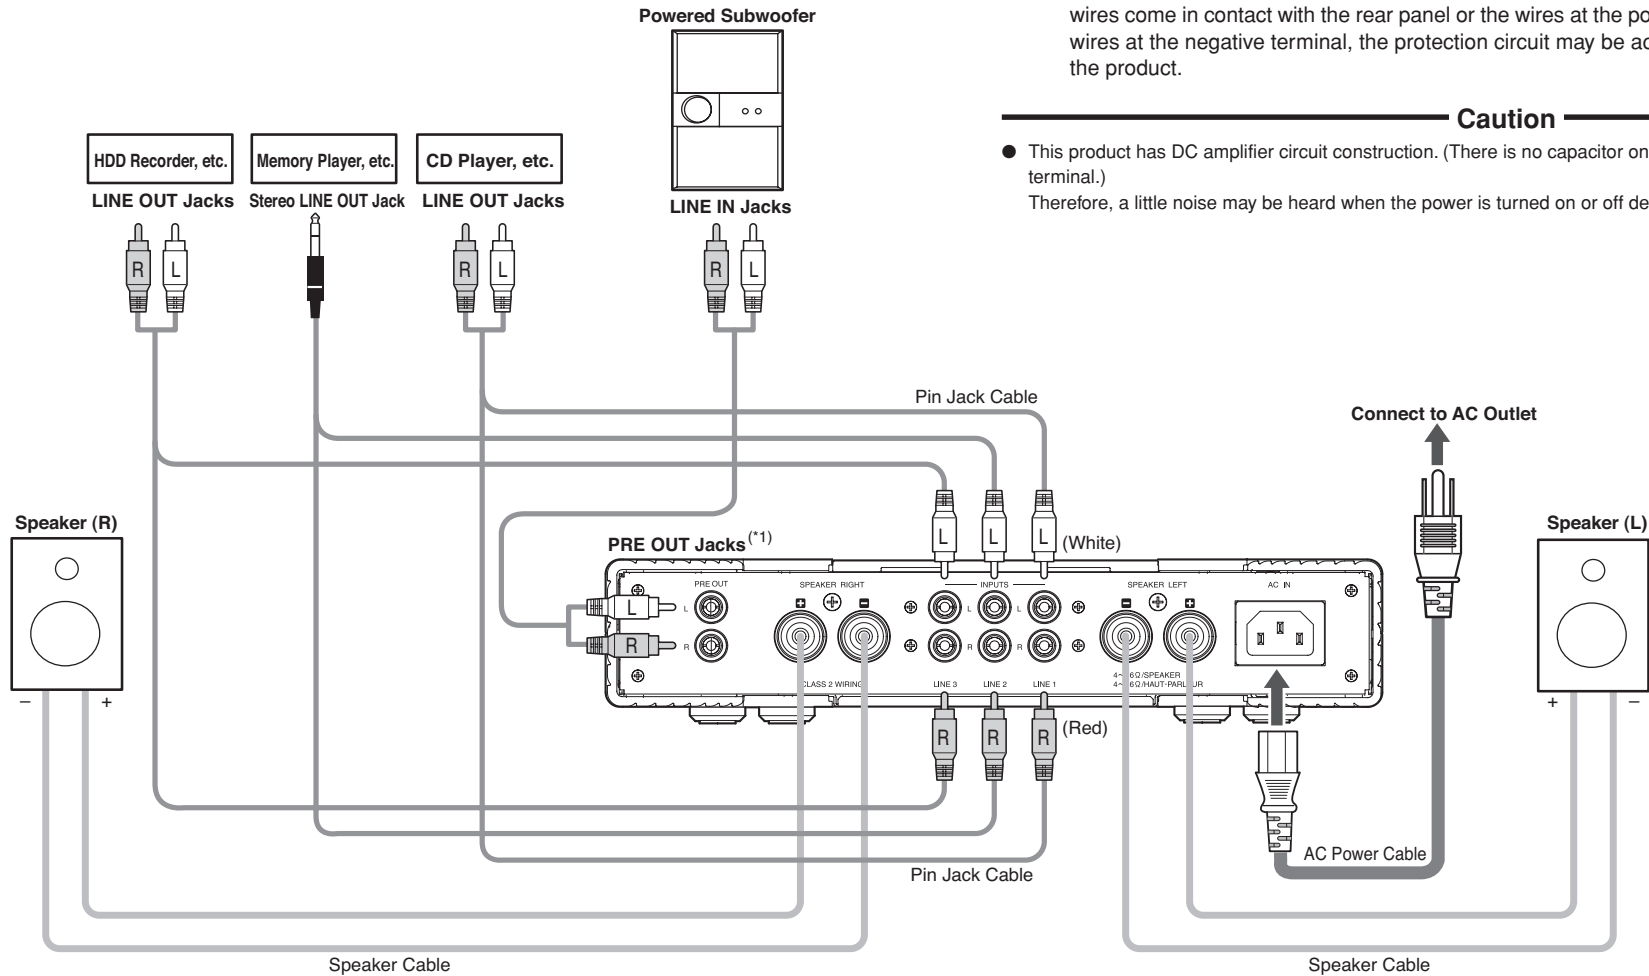 Powered Subwoofer
wires come in contact with the rear panel or the wires at the
wires at the negative terminal, the protection circuit may be
the product.
Caution
This product has DC amplifier circuit construction. (There is no capacitor
terminal.)
Therefore, a little noise may be heard when the power is turned on or off
HDD Recorder, etc.
Memory Player, etc.
CD Player, etc.
LINE OUT Jacks
Stereo LINE OUT Jack
LINE OUT Jacks
LINE IN Jacks
R L
R L
R L
Pin Jack Cable
Connect to AC Outlet
Speaker (R)
Speaker (L)
PRE OUT Jacks (*1)
L L L (White)
PRE OUT
SPEAKER RIGHT
INPUTS
SPEAKER LEFT
AC IN
+ −
− +
L
L
L L
R
R
R R
CLASS 2 WIRING
LINE 3
LINE 2
LINE 1
/SPEAKER
− +
+ −
R R R (Red)
AC Power Cable
Pin Jack Cable
Speaker Cable
Speaker Cable